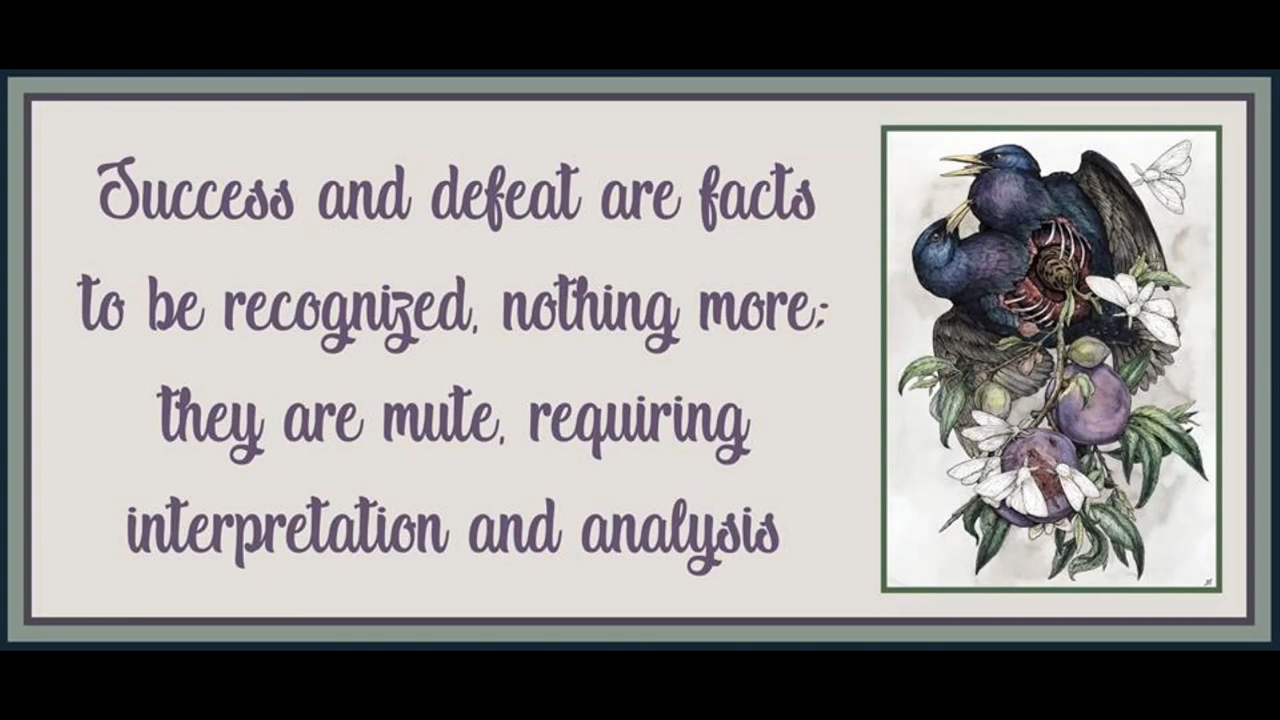 Success and defeat are facts
to be recognized, nothing more;
they are mute, requiring
interpretation and analysis